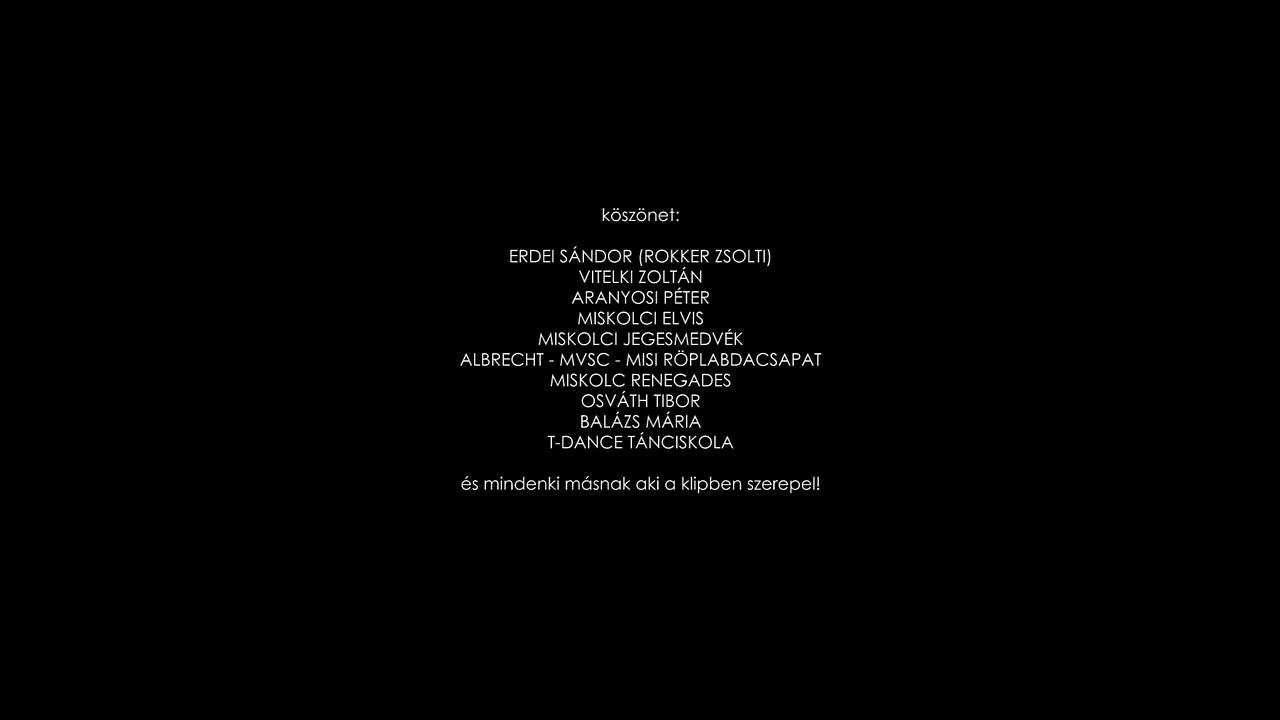 köszönet:
ERDEI SÁNDOR (ROKKER ZSOLTI)
VITELKI ZOLTÁN
ARANYOSI PÉTER
MISKOLCI ELVIS
MISKOLCI JEGESMEDVÉK
ALBRECHT - MVSC - MISI RÖPLABDACSAPAT
MISKOLC RENEGADES
OSVÁTH TIBOR
BALÁZS MÁRIA
T-DANCE TÁNCISKOLA
és mindenki másnak aki a klipben szerepel!